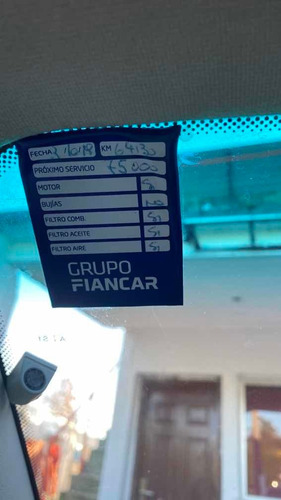 FECHA KM 64130
PRÓXIMO SERVICIO 75000
MOTOR Si
BUJÍAS NO
FILTRO COMB. Si
FILTRO ACEITE Si
FILTRO AIRE Si
GRUPO
FIANCAR